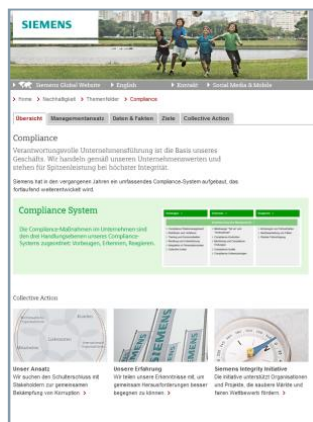 SIEMENS
Siemens Global Website English Kontakt Social Media & Mobile
Home Nachhaltigkeit Themenfelder Compliance
Übersicht Managementansatz Daten & Fakten Ziele Collective Action
Compliance
Verantwortungsvolle Unternehmensführung ist die Basis unseres
Geschäfts. Wir handeln gemäß unseren Unternehmenswerten und
stehen für Spitzenleistung bei höchster Integrität.
Siemens hat in den vergangenen Jahren ein umfassendes Compliance-System aufgebaut, das
fortlaufend weiterentwickelt wird.
Compliance System
Die Compliance-Maßnahmen im Unternehmen sind
den drei Handlungsebenen unseres Compliance-
Systems zugeordnet: Vorbeugen, Erkennen, Reagieren.
Collective Action
SIEMENS
Unser Ansatz
Wir suchen den Schulterschluss mit
Stakeholdern zur gemeinsamen
Bekämpfung von Korruption.
Unsere Erfahrung
Wir teilen unsere Erkenntnisse mit, um
gemeinsam Herausforderungen besser
begegnen zu können.
Siemens Integrity Initiative
Die Initiative unterstützt Organisationen
und Projekte, die saubere Märkte und
fairen Wettbewerb fördern.